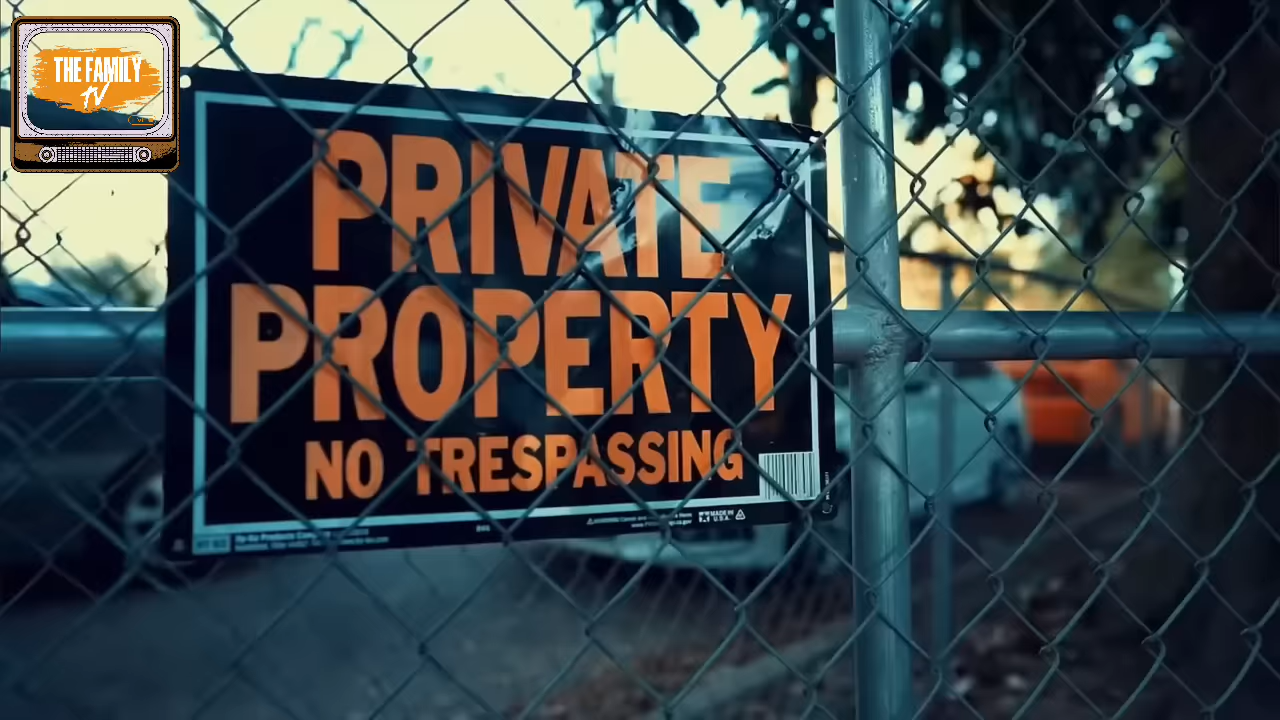 THE FAMILY
TV
PRIVATE
PROPERTY
NO TRESPASSING
MADE IN
U.S.A.